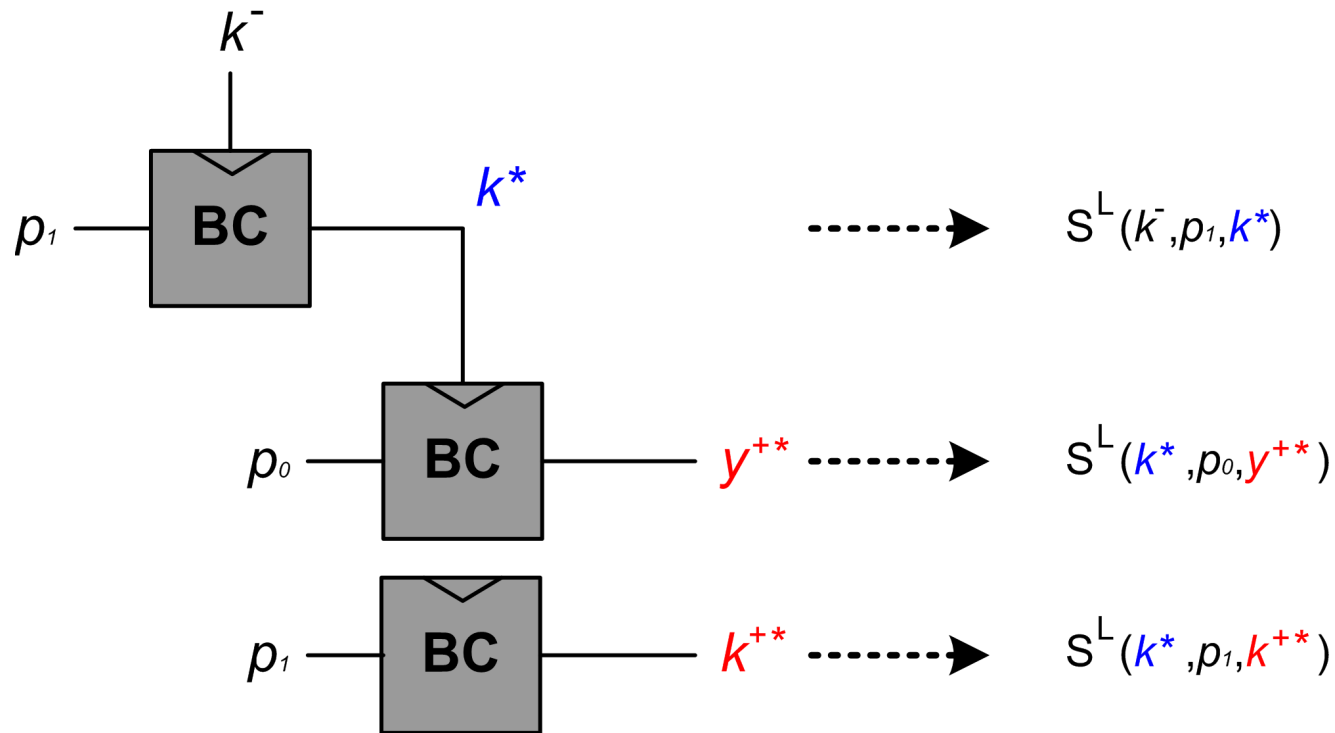 k⁻
p₁ BC k* S^L(k⁻,p₁,k*)
p₀ BC y⁺* S^L(k* ,p₀,y⁺*)
p₁ BC k⁺* S^L(k* ,p₁,k⁺*)